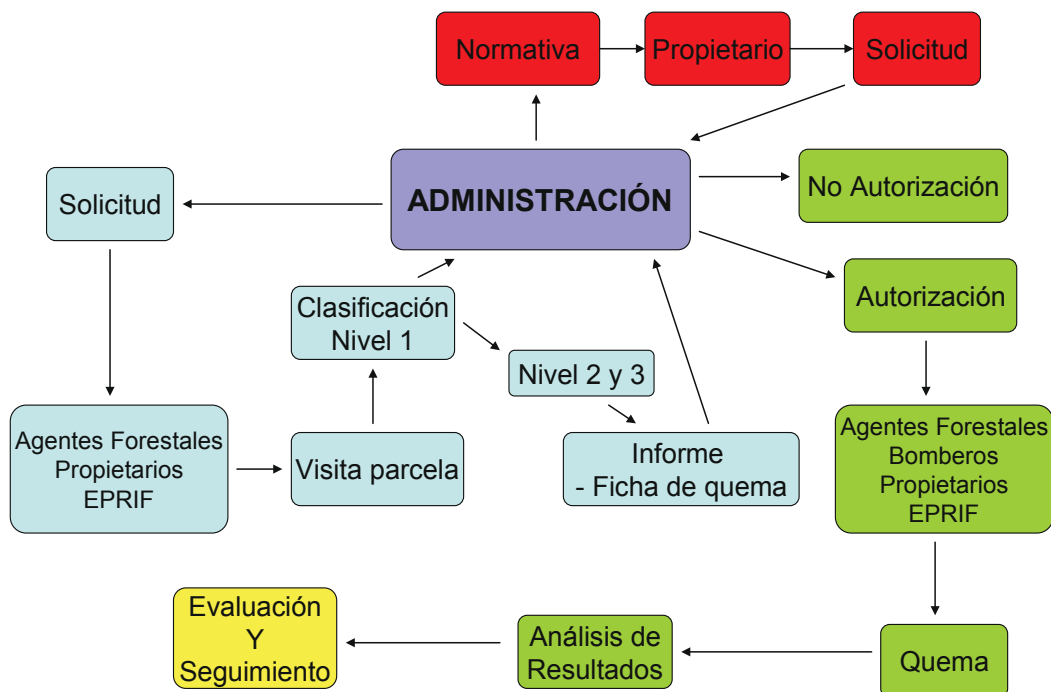 Normativa
Propietario
Solicitud
ADMINISTRACIÓN
No Autorización
Solicitud
Autorización
Clasificación
Nivel 1
Nivel 2 y 3
Agentes Forestales
Propietarios
EPRIF
Visita parcela
Informe
- Ficha de quema
Agentes Forestales
Bomberos
Propietarios
EPRIF
Evaluación
Y
Seguimiento
Análisis de
Resultados
Quema